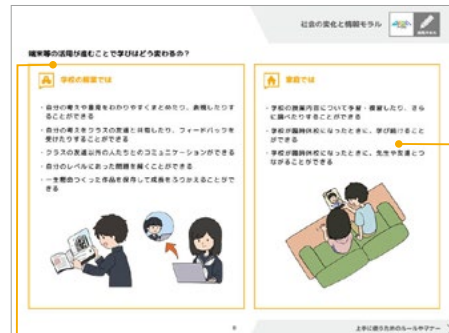 社会の変化と情報モラル
端末等の活用が進むことで学びはどう変わるの？
学校の授業では
・自分の考えや意見をわかりやすくまとめたり、表現したりす
ることができる
・自分の考えをクラスの友達と共有したり、フィードバックを
受けたりすることができる
・クラスの友達以外の人たちとのコミュニケーションができる
・自分のレベルにあった問題を解くことができる
・一生懸命つくった作品を保存して成長をふりかえることがで
きる
家庭では
・学校の授業内容について予習・復習したり、さら
に調べたりすることができる
・学校が臨時休校になったときに、学び続けること
ができる
・学校が臨時休校になったときに、先生や友達とつ
ながることができる
上手に使うためのルールやマナー